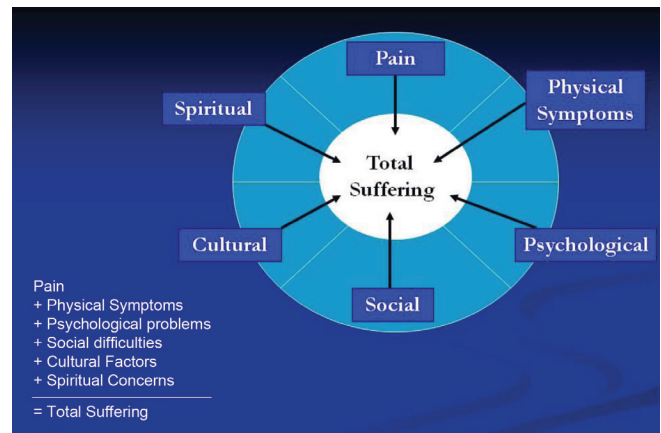 Pain
Physical
Symptoms
Spiritual
Total
Suffering
Cultural
Psychological
Social
Pain
+ Physical Symptoms
+ Psychological problems
+ Social difficulties
+ Cultural Factors
+ Spiritual Concerns
= Total Suffering